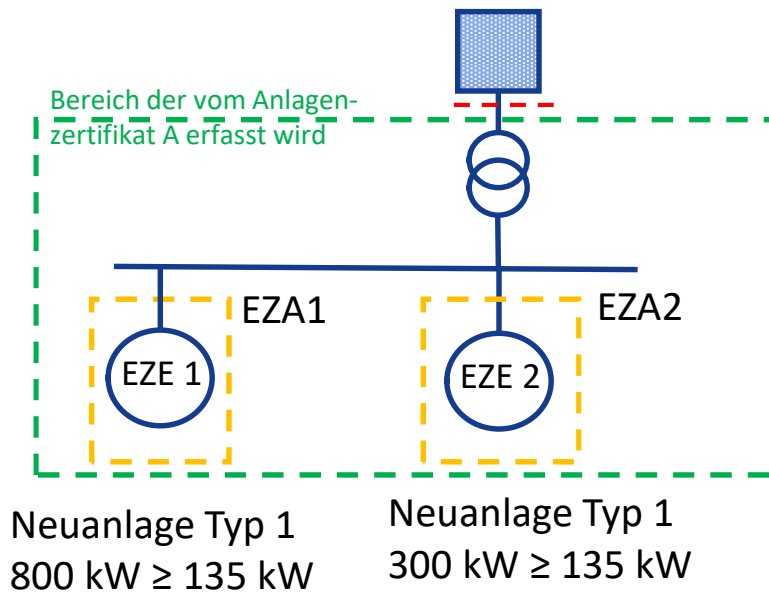 Bereich der vom Anlagen-
zertifikat A erfasst wird
EZA1
EZA2
EZE 1
EZE 2
Neuanlage Typ 1
800 kW ≥ 135 kW
Neuanlage Typ 1
300 kW ≥ 135 kW